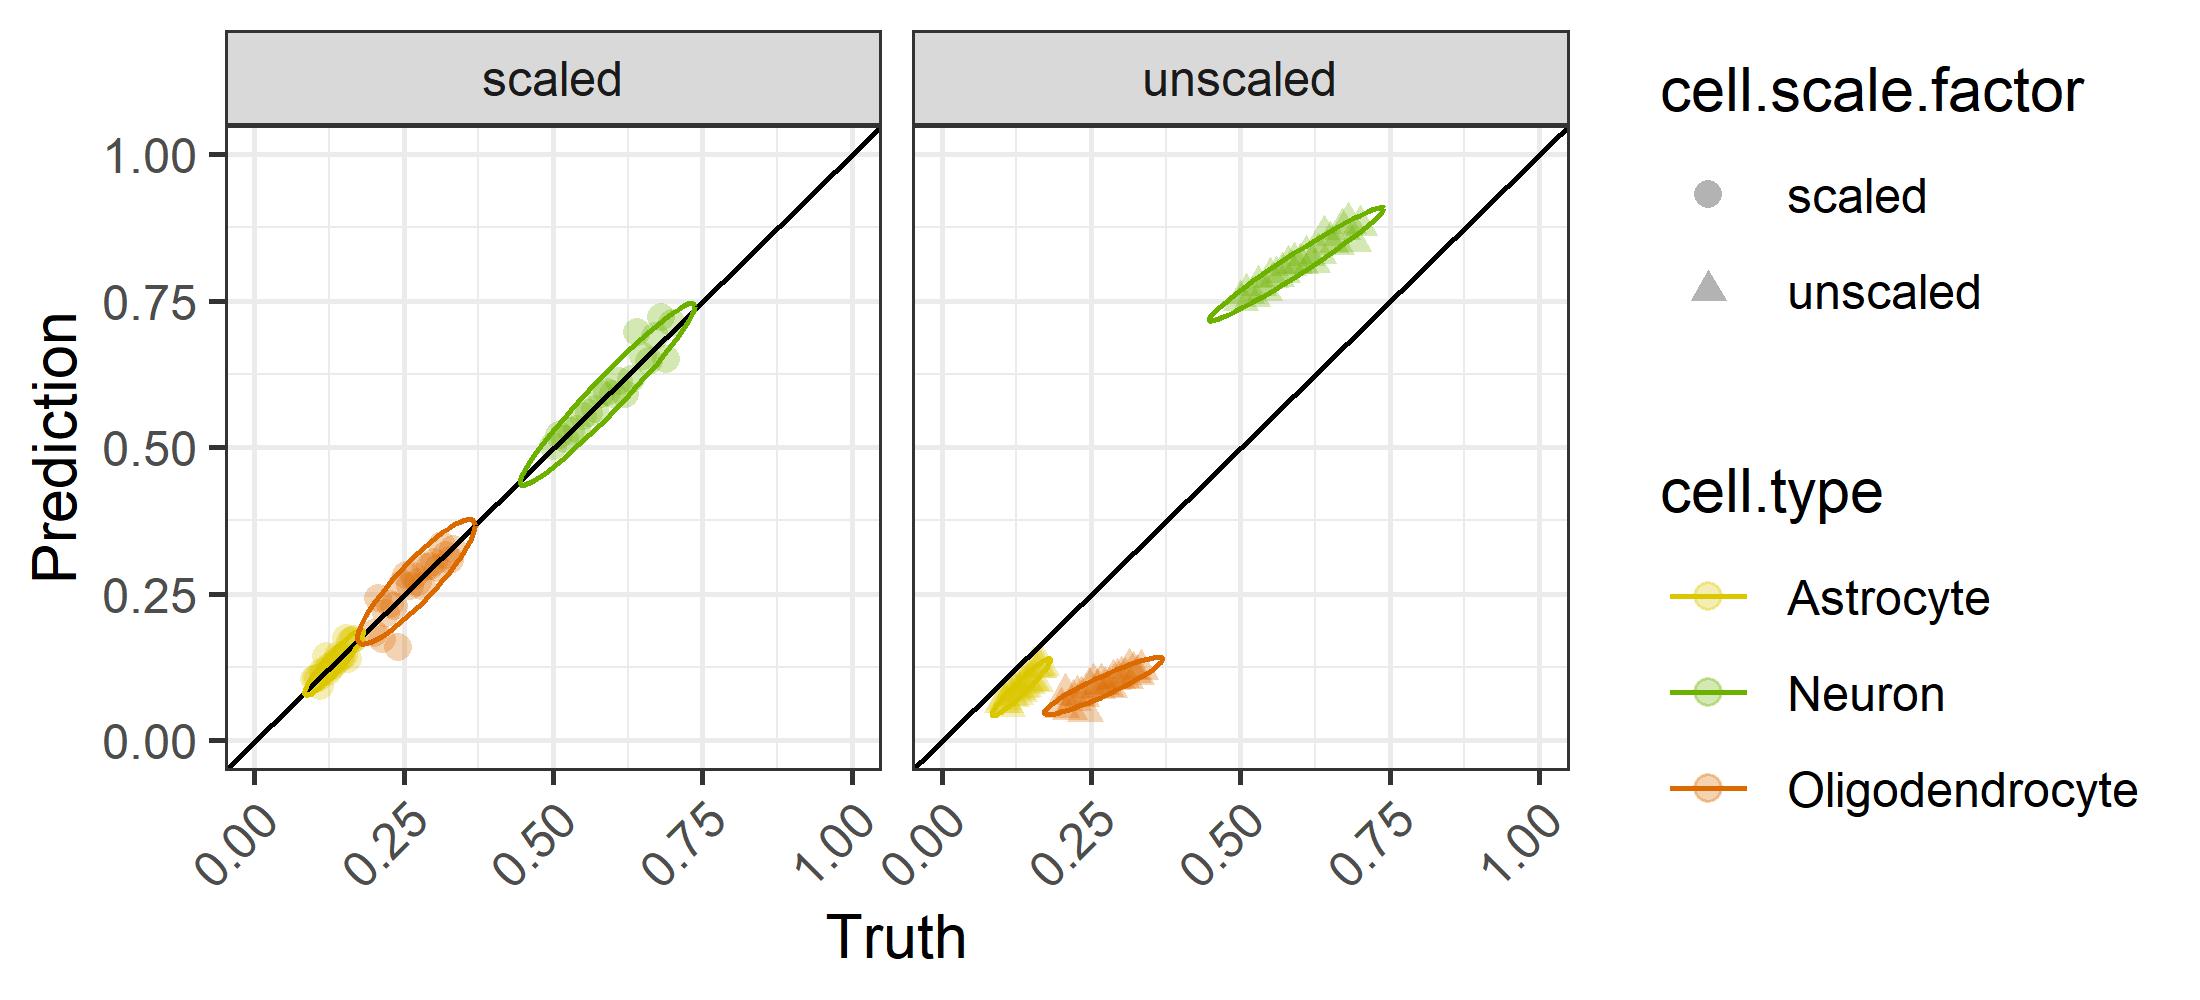 scaled
unscaled
1.00
0.75
0.50
0.25
0.00
Prediction
0.00
0.25
0.50
0.75
1.00
0.00
0.25
0.50
0.75
1.00
Truth
cell.scale.factor
scaled
unscaled
cell.type
Astrocyte
Neuron
Oligodendrocyte